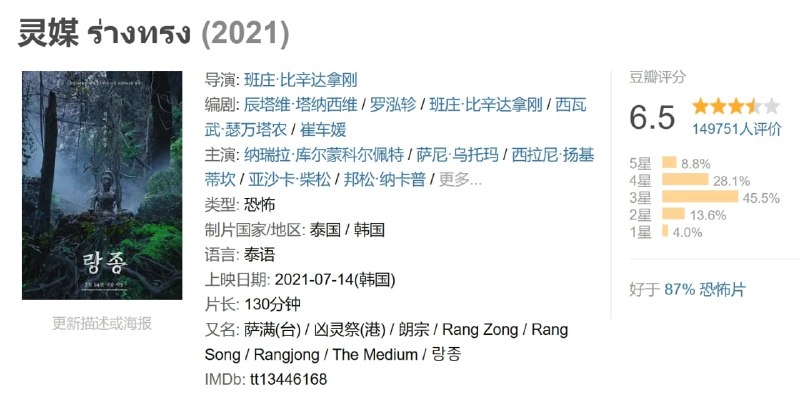 灵媒 ร่างทรง (2021)
랑종
更新描述或海报
导演: 班庄·比辛达拿刚
编剧: 辰塔维·塔纳西维 / 罗泓轸 / 班庄·比辛达拿刚 / 西瓦
武·瑟万塔农 / 崔车媛
主演: 纳瑞拉·库尔蒙科尔佩特 / 萨尼·乌托玛 / 西拉尼·扬基
蒂坎 / 亚沙卡·柴松 / 邦松·纳卡普 / 更多...
类型: 恐怖
制片国家/地区: 泰国 / 韩国
语言: 泰语
上映日期: 2021-07-14(韩国)
片长: 130分钟
又名: 萨满(台) / 凶灵祭(港) / 朗宗 / Rang Zong / Rang
Song / Rangjong / The Medium / 랑종
IMDb: tt13446168
豆瓣评分
6.5
149751人评价
5星 8.8%
4星 28.1%
3星 45.5%
2星 13.6%
1星 4.0%
好于 87% 恐怖片